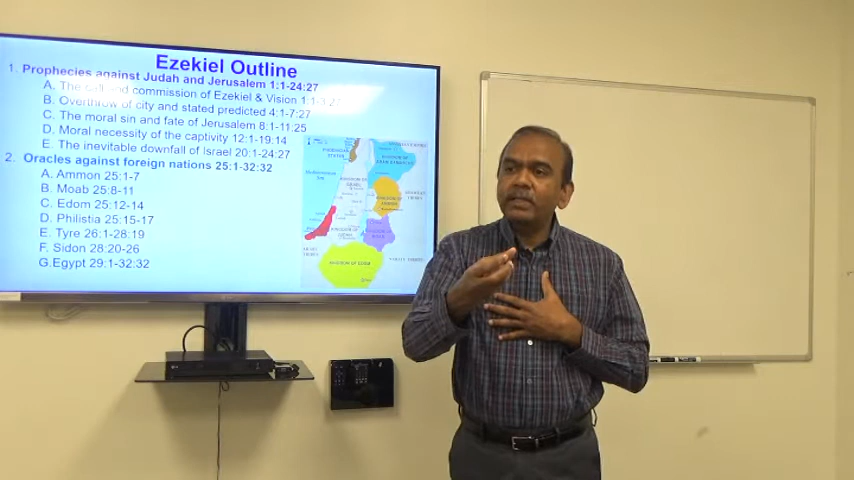 Ezekiel Outline
1. Prophecies against Judah and Jerusalem 1:1-24:27
A. The call and commission of Ezekiel & Vision 1:1-3:27
B. Overthrow of city and stated predicted 4:1-7:27
C. The moral sin and fate of Jerusalem 8:1-11:25
D. Moral necessity of the captivity 12:1-19:14
E. The inevitable downfall of Israel 20:1-24:27
2. Oracles against foreign nations 25:1-32:32
A. Ammon 25:1-7
B. Moab 25:8-11
C. Edom 25:12-14
D. Philistia 25:15-17
E. Tyre 26:1-28:19
F. Sidon 28:20-26
G.Egypt 29:1-32:32
KINGDOM OF EDOM